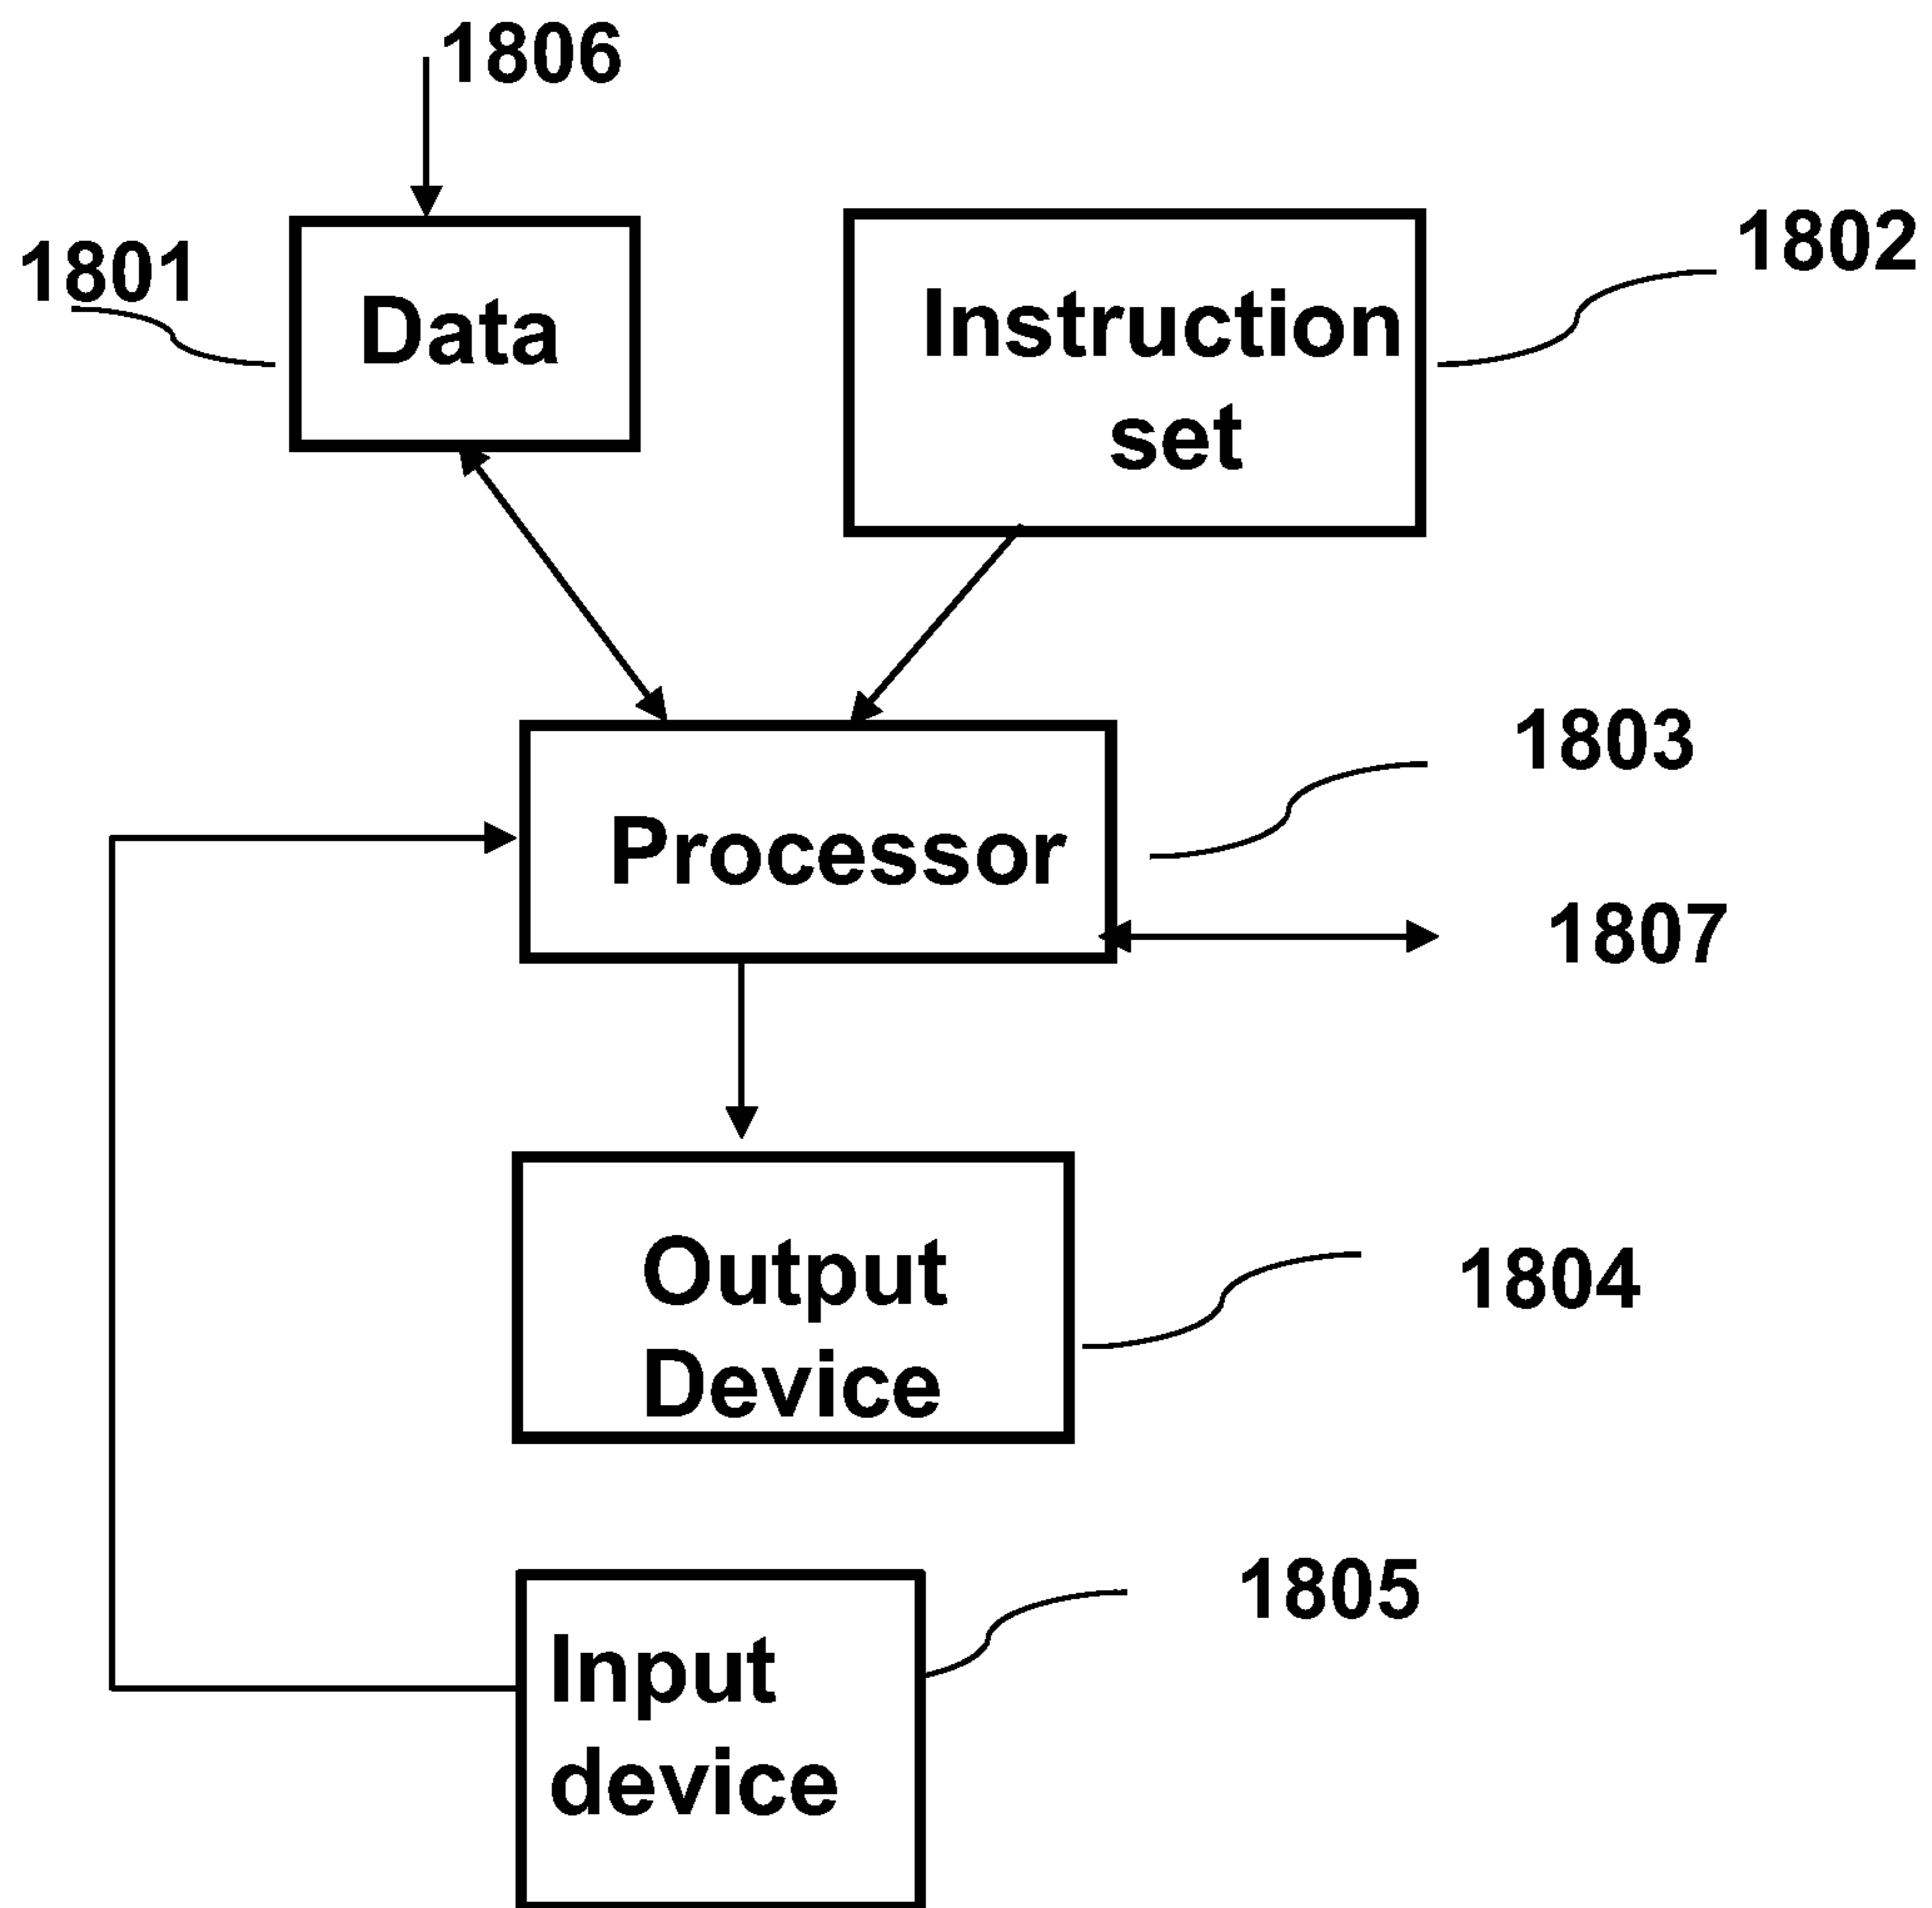 1806
1801
Data
Instruction
set
1802
Processor
1803
1807
Output
Device
1804
Input
device
1805